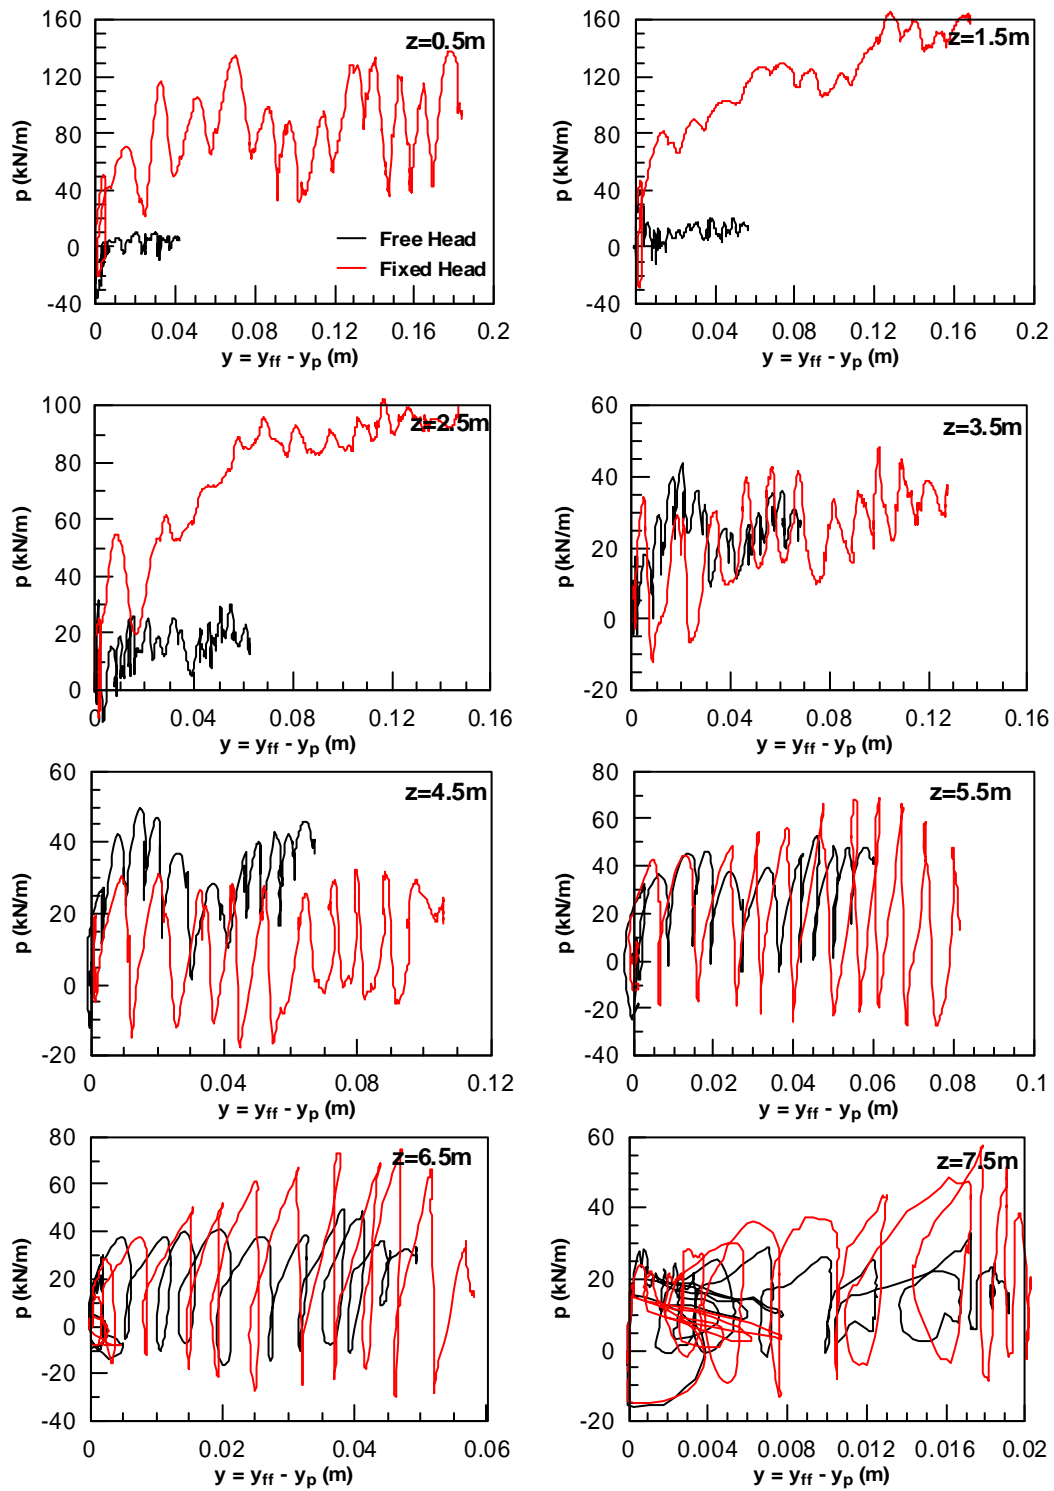 160
120
80
40
0
-40
p (kN/m)
z=0.5m
Free Head
Fixed Head
0 0.04 0.08 0.12 0.16 0.2
y = yff - yp (m)
160
120
80
40
0
-40
p (kN/m)
z=1.5m
0 0.04 0.08 0.12 0.16 0.2
y = yff - yp (m)
100
80
60
40
20
0
p (kN/m)
z=2.5m
0 0.04 0.08 0.12 0.16
y = yff - yp (m)
60
40
20
0
-20
p (kN/m)
z=3.5m
0 0.04 0.08 0.12 0.16
y = yff - yp (m)
60
40
20
0
-20
p (kN/m)
z=4.5m
0 0.04 0.08 0.12
y = yff - yp (m)
80
60
40
20
0
-20
-40
p (kN/m)
z=5.5m
0 0.02 0.04 0.06 0.08 0.1
y = yff - yp (m)
80
60
40
20
0
-20
-40
p (kN/m)
z=6.5m
0 0.02 0.04 0.06
y = yff - yp (m)
60
40
20
0
-20
p (kN/m)
z=7.5m
0 0.004 0.008 0.012 0.016 0.02
y = yff - yp (m)